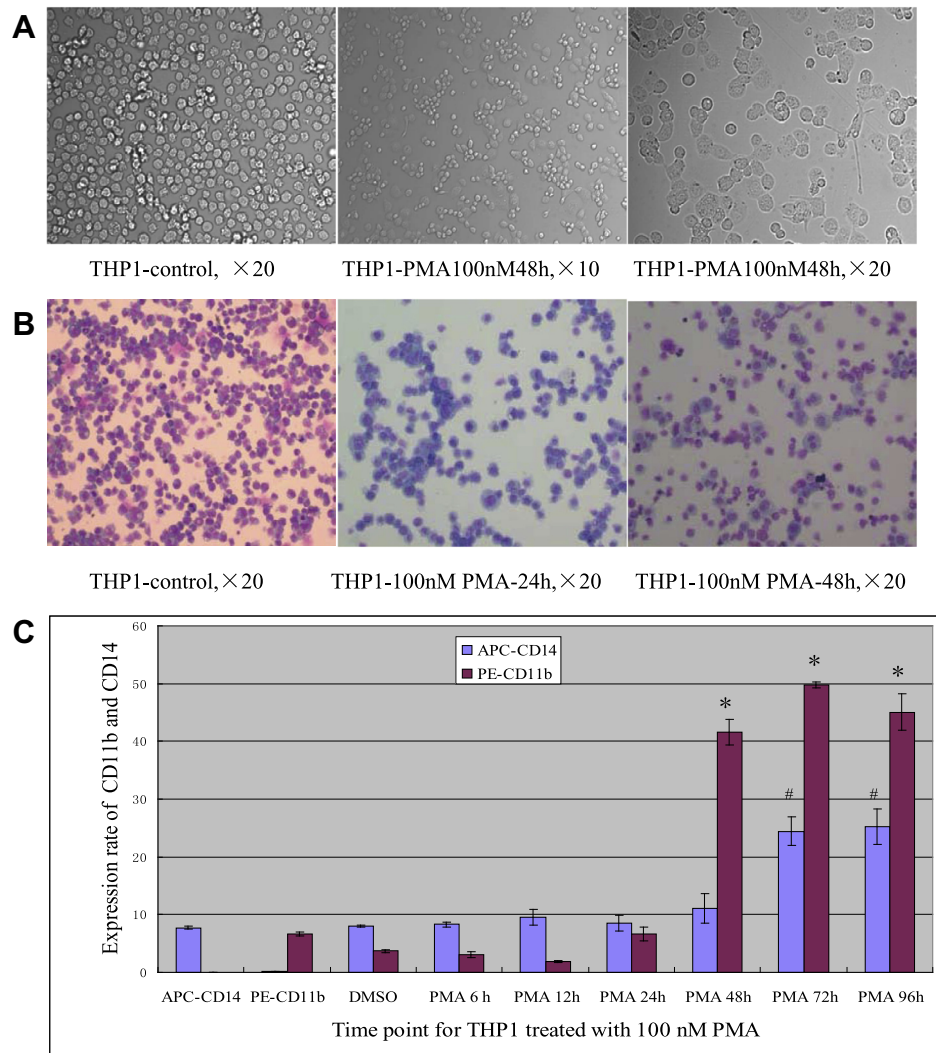 A
THP1-control, ×20
THP1-PMA100nM48h,×10
THP1-PMA100nM48h,×20
B
THP1-control,×20
THP1-100nM PMA-24h,×20
THP1-100nM PMA-48h,×20
C
Expression rate of CD11b and CD14
60
50
40
30
20
10
0
APC-CD14
PE-CD11b
*
*
*
#
#
APC-CD14
PE-CD11b
DMSO
PMA 6 h
PMA 12h
PMA 24h
PMA 48h
PMA 72h
PMA 96h
Time point for THP1 treated with 100 nM PMA